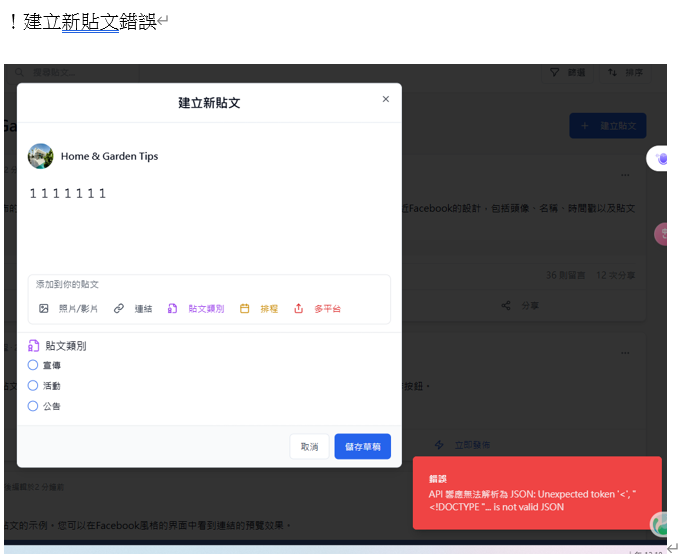 ！建立新貼文錯誤
搜尋貼文...
篩選
排序
建立新貼文
+ 建立貼文
Home & Garden Tips
1 1 1 1 1 1 1
近Facebook的設計，包括頭像、名稱、時間戳以及貼文
添加到你的貼文
36 則留言 12 次分享
照片/影片 連結 貼文類別 排程 多平台
分享
貼文類別
宣傳
活動
按鈕。
公告
取消 儲存草稿
立即發佈
錯誤
API 響應無法解析為 JSON: Unexpected token '<', "
<!DOCTYPE "... is not valid JSON
貼文的示例。您可以在Facebook風格的界面中看到連結的預覽效果。